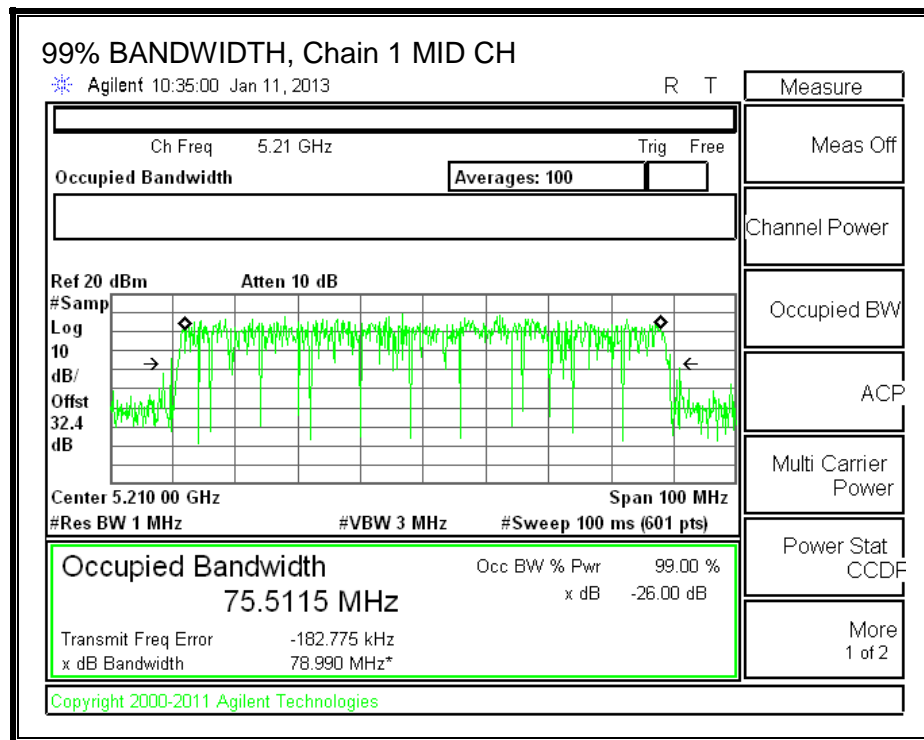 99% BANDWIDTH, Chain 1 MID CH
Agilent 10:35:00 Jan 11, 2013 R T
Measure
Ch Freq 5.21 GHz Trig Free
Occupied Bandwidth Averages: 100
Meas Off
Channel Power
Occupied BW
ACP
Multi Carrier
Power
Power Stat
CCDF
More
1 of 2
Ref 20 dBm Atten 10 dB
#Samp
Log
10
dB/
Offst
32.4
dB
Center 5.210 00 GHz Span 100 MHz
#Res BW 1 MHz #VBW 3 MHz #Sweep 100 ms (601 pts)
Occupied Bandwidth Occ BW % Pwr 99.00 %
75.5115 MHz x dB -26.00 dB
Transmit Freq Error -182.775 kHz
x dB Bandwidth 78.990 MHz*
Copyright 2000-2011 Agilent Technologies